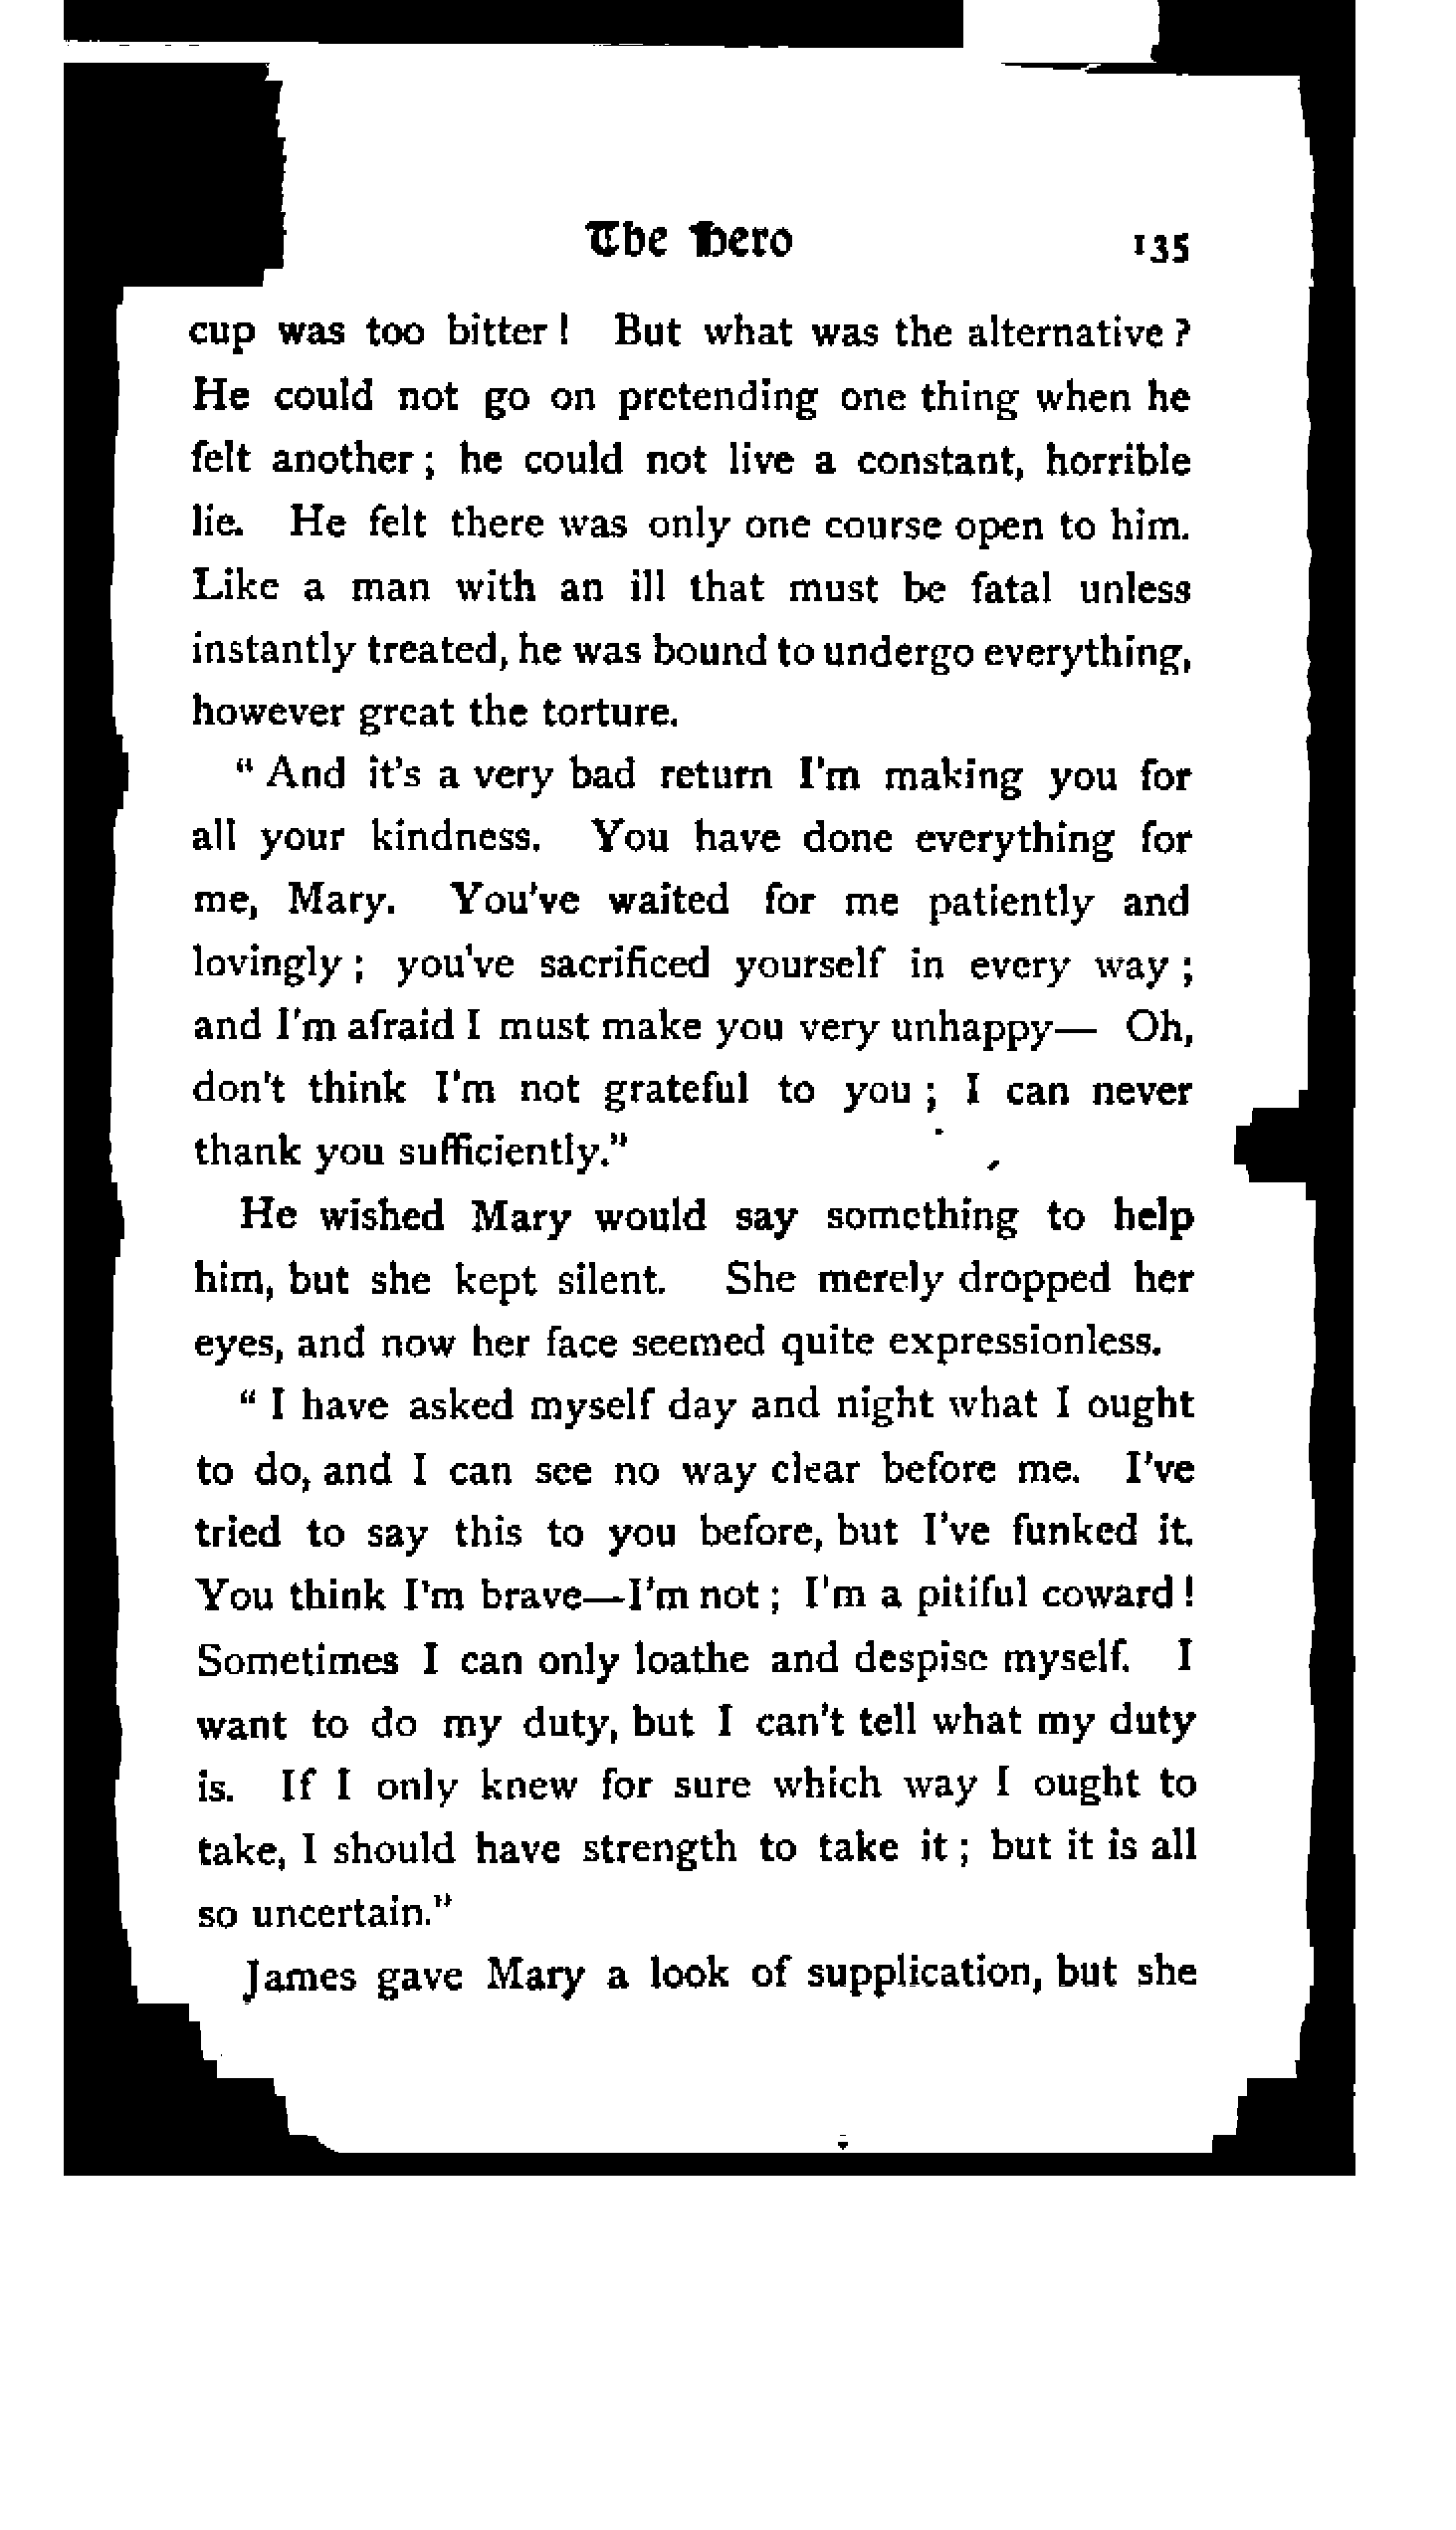 The Hero 135
cup was too bitter! But what was the alternative?
He could not go on pretending one thing when he
felt another; he could not live a constant, horrible
lie. He felt there was only one course open to him.
Like a man with an ill that must be fatal unless
instantly treated, he was bound to undergo everything,
however great the torture.
"And it's a very bad return I'm making you for
all your kindness. You have done everything for
me, Mary. You've waited for me patiently and
lovingly; you've sacrificed yourself in every way;
and I'm afraid I must make you very unhappy— Oh,
don't think I'm not grateful to you; I can never
thank you sufficiently."
He wished Mary would say something to help
him, but she kept silent. She merely dropped her
eyes, and now her face seemed quite expressionless.
"I have asked myself day and night what I ought
to do, and I can see no way clear before me. I've
tried to say this to you before, but I've funked it.
You think I'm brave—I'm not; I'm a pitiful coward!
Sometimes I can only loathe and despise myself. I
want to do my duty, but I can't tell what my duty
is. If I only knew for sure which way I ought to
take, I should have strength to take it; but it is all
so uncertain."
James gave Mary a look of supplication, but she